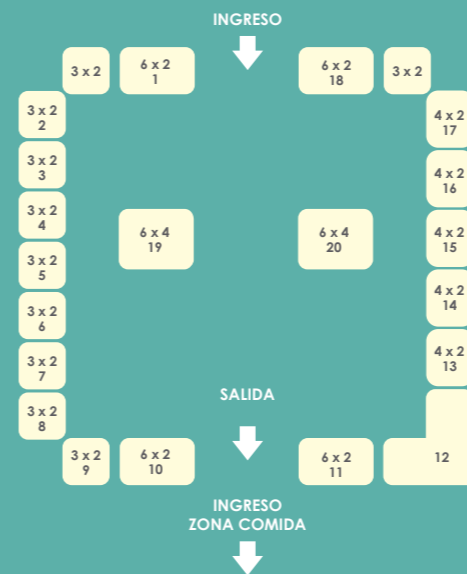 INGRESO
3 x 2
6 x 2
1
6 x 2
18
3 x 2
3 x 2
2
4 x 2
17
3 x 2
3
4 x 2
16
3 x 2
4
6 x 4
19
6 x 4
20
4 x 2
15
3 x 2
5
4 x 2
14
3 x 2
6
3 x 2
7
4 x 2
13
3 x 2
8
SALIDA
3 x 2
9
6 x 2
10
6 x 2
11
12
INGRESO
ZONA COMIDA